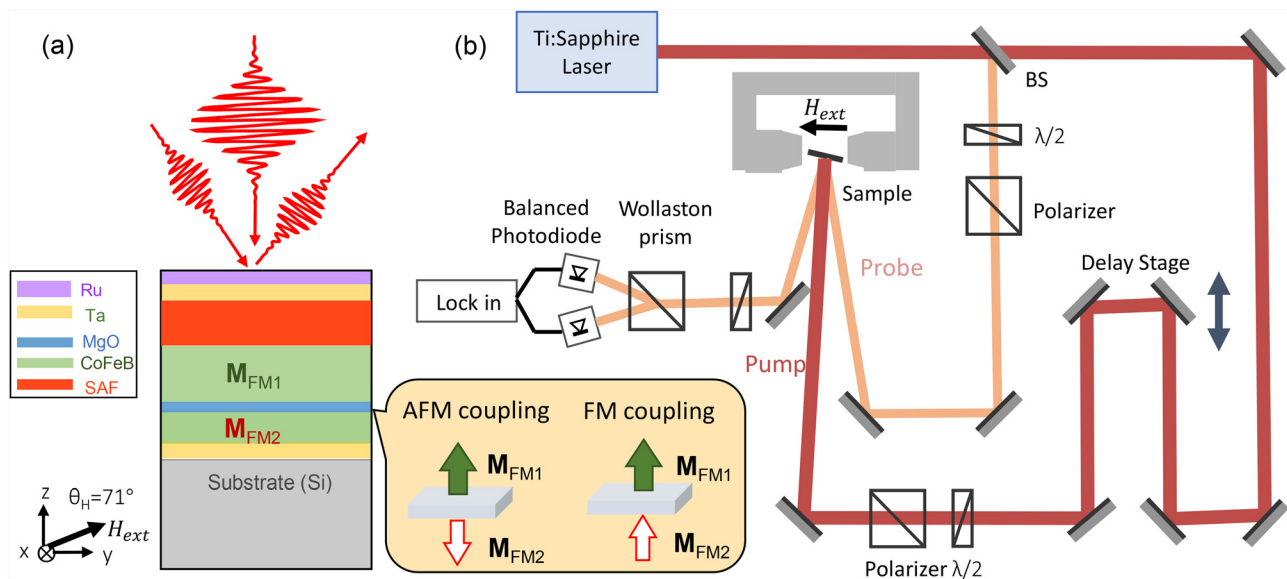 (a)
Ru
Ta
MgO
CoFeB
SAF
M_FM1
M_FM2
Substrate (Si)
z
θ_H=71°
H_ext
x
y
AFM coupling
FM coupling
M_FM1
M_FM1
M_FM2
M_FM2
(b)
Ti:Sapphire
Laser
BS
H_ext
λ/2
Sample
Polarizer
Balanced
Photodiode
Wollaston
prism
Probe
Delay Stage
Lock in
Pump
Polarizer λ/2